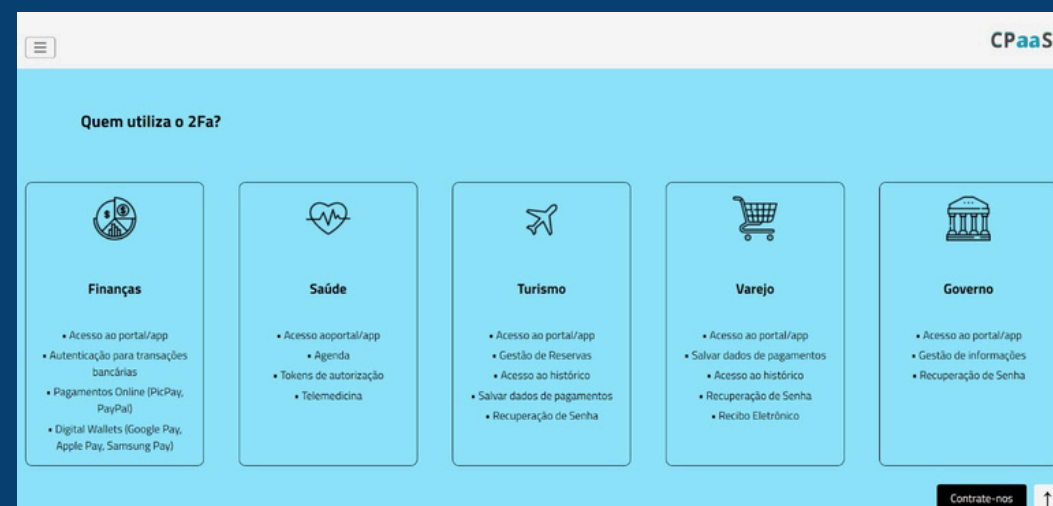 CPaaS
Quem utiliza o 2Fa?
Finanças
• Acesso ao portal/app
• Autenticação para transações
bancárias
• Pagamentos Online (PicPay,
PayPal)
• Digital Wallets (Google Pay,
Apple Pay, Samsung Pay)
Saúde
• Acesso aoportal/app
• Agenda
• Tokens de autorização
• Telemedicina
Turismo
• Acesso ao portal/app
• Gestão de Reservas
• Acesso ao histórico
• Salvar dados de pagamentos
• Recuperação de Senha
Varejo
• Acesso ao portal/app
• Salvar dados de pagamentos
• Acesso ao histórico
• Recuperação de Senha
• Recibo Eletrônico
Governo
• Acesso ao portal/app
• Gestão de informações
• Recuperação de Senha
Contrate-nos